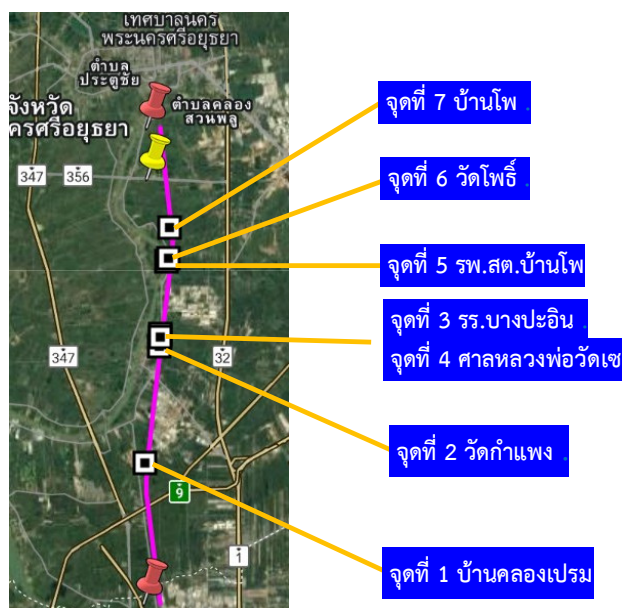 เทศบาลนคร
พระนครศรีอยุธยา
ตำบล
ประตูชัย
จังหวัด
ครศรีอยุธยา
ตำบลคลอง
สวนพลู
347
356
347
32
9
1
จุดที่ 7 บ้านโพ .
จุดที่ 6 วัดโพธิ์ .
จุดที่ 5 รพ.สต.บ้านโพ
จุดที่ 3 รร.บางปะอิน .
จุดที่ 4 ศาลหลวงพ่อวัดเซ
จุดที่ 2 วัดกำแพง .
จุดที่ 1 บ้านคลองเปรม